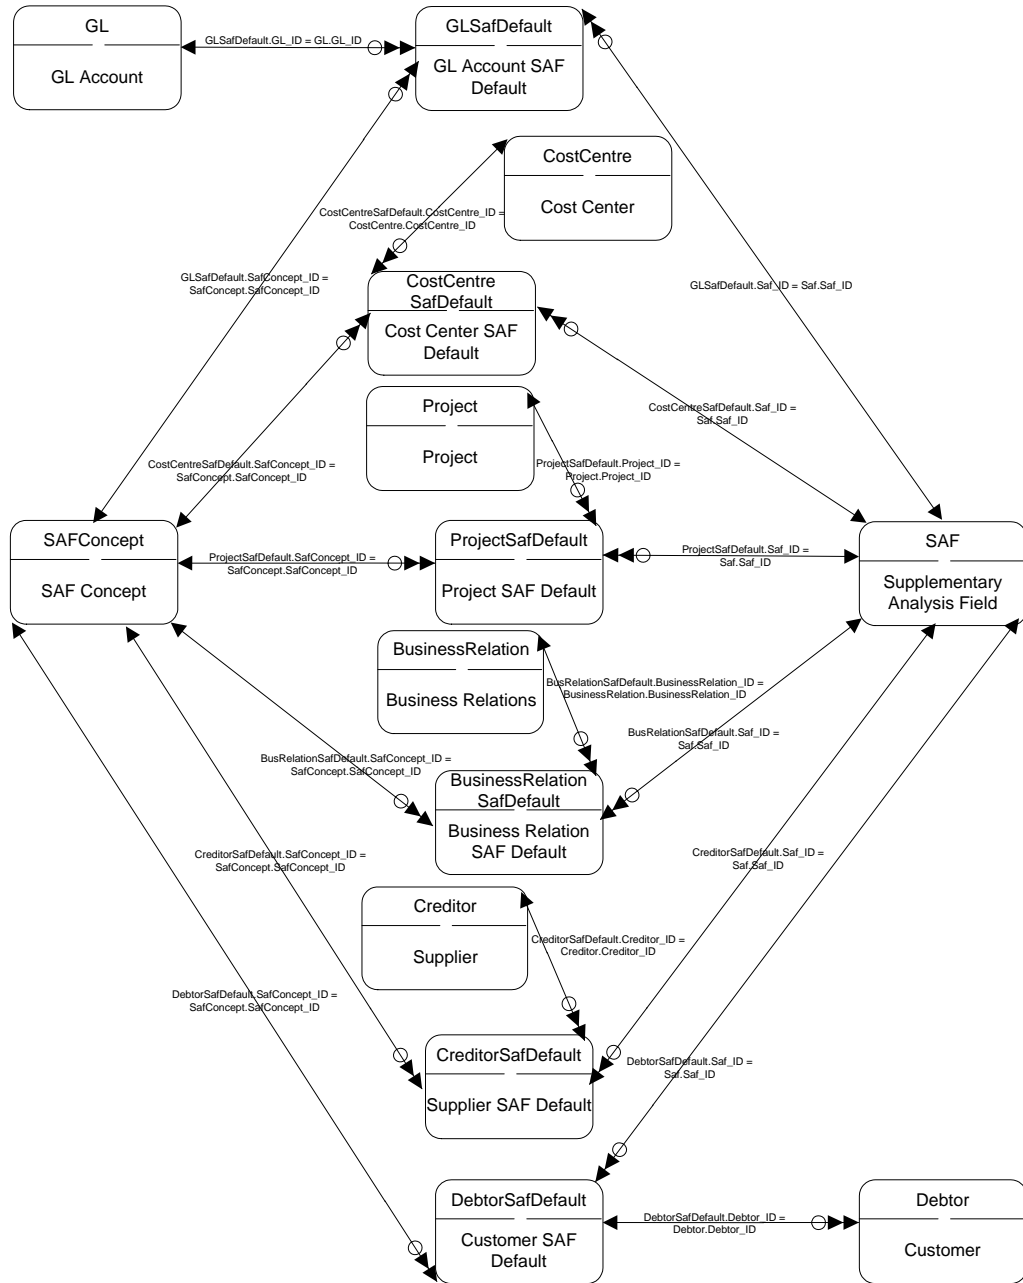 GL
GL Account
GLSafDefault.GL_ID = GL.GL_ID
GLSafDefault
GL Account SAF
Default
CostCentre
Cost Center
CostCentreSafDefault.CostCentre_ID =
CostCentre.CostCentre_ID
GLSafDefault.SafConcept_ID =
SafConcept.SafConcept_ID
GLSafDefault.Saf_ID = Saf.Saf_ID
CostCentre
SafDefault
Cost Center SAF
Default
Project
Project
CostCentreSafDefault.Saf_ID =
Saf.Saf_ID
CostCentreSafDefault.SafConcept_ID =
SafConcept.SafConcept_ID
ProjectSafDefault.Project_ID =
Project.Project_ID
SAFConcept
SAF Concept
ProjectSafDefault.SafConcept_ID =
SafConcept.SafConcept_ID
ProjectSafDefault
Project SAF Default
ProjectSafDefault.Saf_ID =
Saf.Saf_ID
SAF
Supplementary
Analysis Field
BusinessRelation
Business Relations
BusRelationSafDefault.BusinessRelation_ID =
BusinessRelation.BusinessRelation_ID
BusRelationSafDefault.SafConcept_ID =
SafConcept.SafConcept_ID
BusRelationSafDefault.Saf_ID =
Saf.Saf_ID
BusinessRelation
SafDefault
Business Relation
SAF Default
CreditorSafDefault.SafConcept_ID =
SafConcept.SafConcept_ID
CreditorSafDefault.Saf_ID =
Saf.Saf_ID
Creditor
Supplier
CreditorSafDefault.Creditor_ID =
Creditor.Creditor_ID
DebtorSafDefault.SafConcept_ID =
SafConcept.SafConcept_ID
CreditorSafDefault
Supplier SAF Default
DebtorSafDefault.Saf_ID =
Saf.Saf_ID
DebtorSafDefault
Customer SAF
Default
DebtorSafDefault.Debtor_ID =
Debtor.Debtor_ID
Debtor
Customer